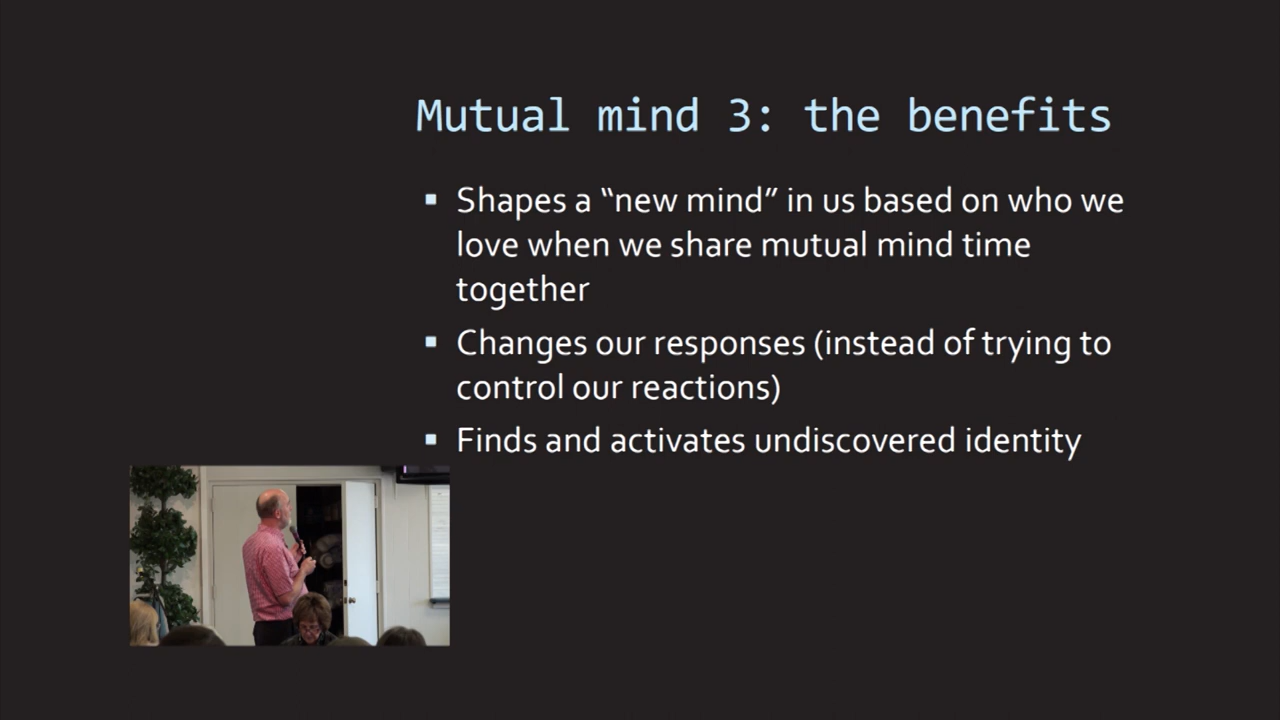 Mutual mind 3: the benefits
▪ Shapes a “new mind” in us based on who we
love when we share mutual mind time
together
▪ Changes our responses (instead of trying to
control our reactions)
▪ Finds and activates undiscovered identity